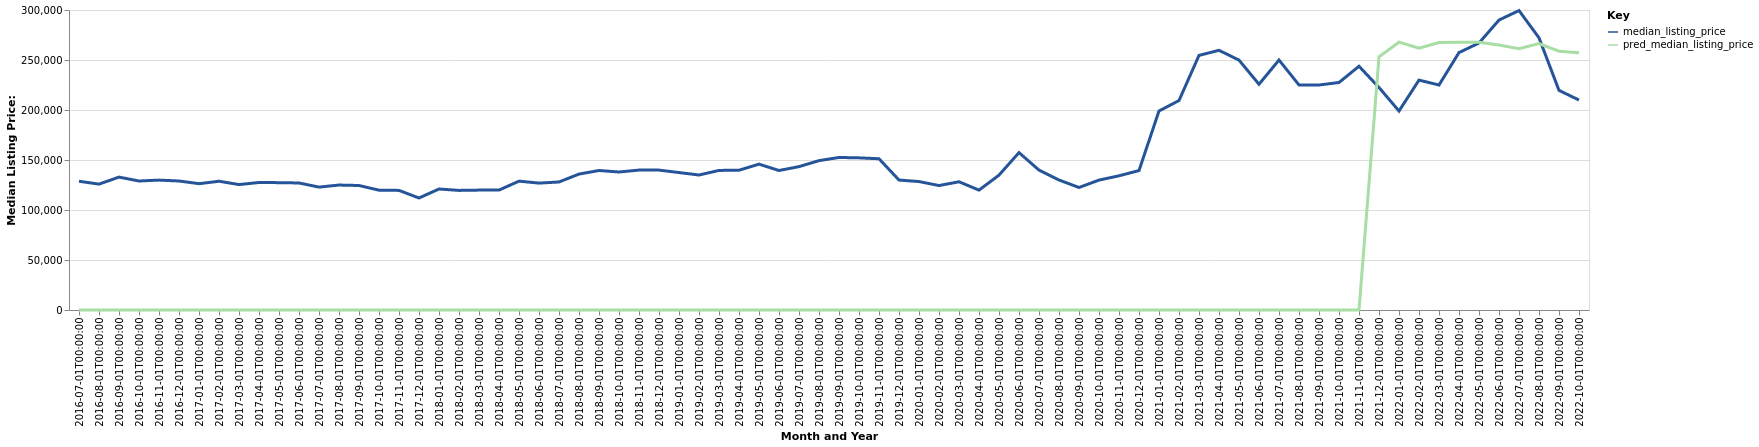 300,000
250,000
200,000
150,000
100,000
50,000
0
Median Listing Price:
2016-07-01T00:00:00
2016-08-01T00:00:00
2016-09-01T00:00:00
2016-10-01T00:00:00
2016-11-01T00:00:00
2016-12-01T00:00:00
2017-01-01T00:00:00
2017-02-01T00:00:00
2017-03-01T00:00:00
2017-04-01T00:00:00
2017-05-01T00:00:00
2017-06-01T00:00:00
2017-07-01T00:00:00
2017-08-01T00:00:00
2017-09-01T00:00:00
2017-10-01T00:00:00
2017-11-01T00:00:00
2017-12-01T00:00:00
2018-01-01T00:00:00
2018-02-01T00:00:00
2018-03-01T00:00:00
2018-04-01T00:00:00
2018-05-01T00:00:00
2018-06-01T00:00:00
2018-07-01T00:00:00
2018-08-01T00:00:00
2018-09-01T00:00:00
2018-10-01T00:00:00
2018-11-01T00:00:00
2018-12-01T00:00:00
2019-01-01T00:00:00
2019-02-01T00:00:00
2019-03-01T00:00:00
2019-04-01T00:00:00
2019-05-01T00:00:00
2019-06-01T00:00:00
2019-07-01T00:00:00
2019-08-01T00:00:00
2019-09-01T00:00:00
2019-10-01T00:00:00
2019-11-01T00:00:00
2019-12-01T00:00:00
2020-01-01T00:00:00
2020-02-01T00:00:00
2020-03-01T00:00:00
2020-04-01T00:00:00
2020-05-01T00:00:00
2020-06-01T00:00:00
2020-07-01T00:00:00
2020-08-01T00:00:00
2020-09-01T00:00:00
2020-10-01T00:00:00
2020-11-01T00:00:00
2020-12-01T00:00:00
2021-01-01T00:00:00
2021-02-01T00:00:00
2021-03-01T00:00:00
2021-04-01T00:00:00
2021-05-01T00:00:00
2021-06-01T00:00:00
2021-07-01T00:00:00
2021-08-01T00:00:00
2021-09-01T00:00:00
2021-10-01T00:00:00
2021-11-01T00:00:00
2021-12-01T00:00:00
2022-01-01T00:00:00
2022-02-01T00:00:00
2022-03-01T00:00:00
2022-04-01T00:00:00
2022-05-01T00:00:00
2022-06-01T00:00:00
2022-07-01T00:00:00
2022-08-01T00:00:00
2022-09-01T00:00:00
2022-10-01T00:00:00
Month and Year
Key
median_listing_price
pred_median_listing_price